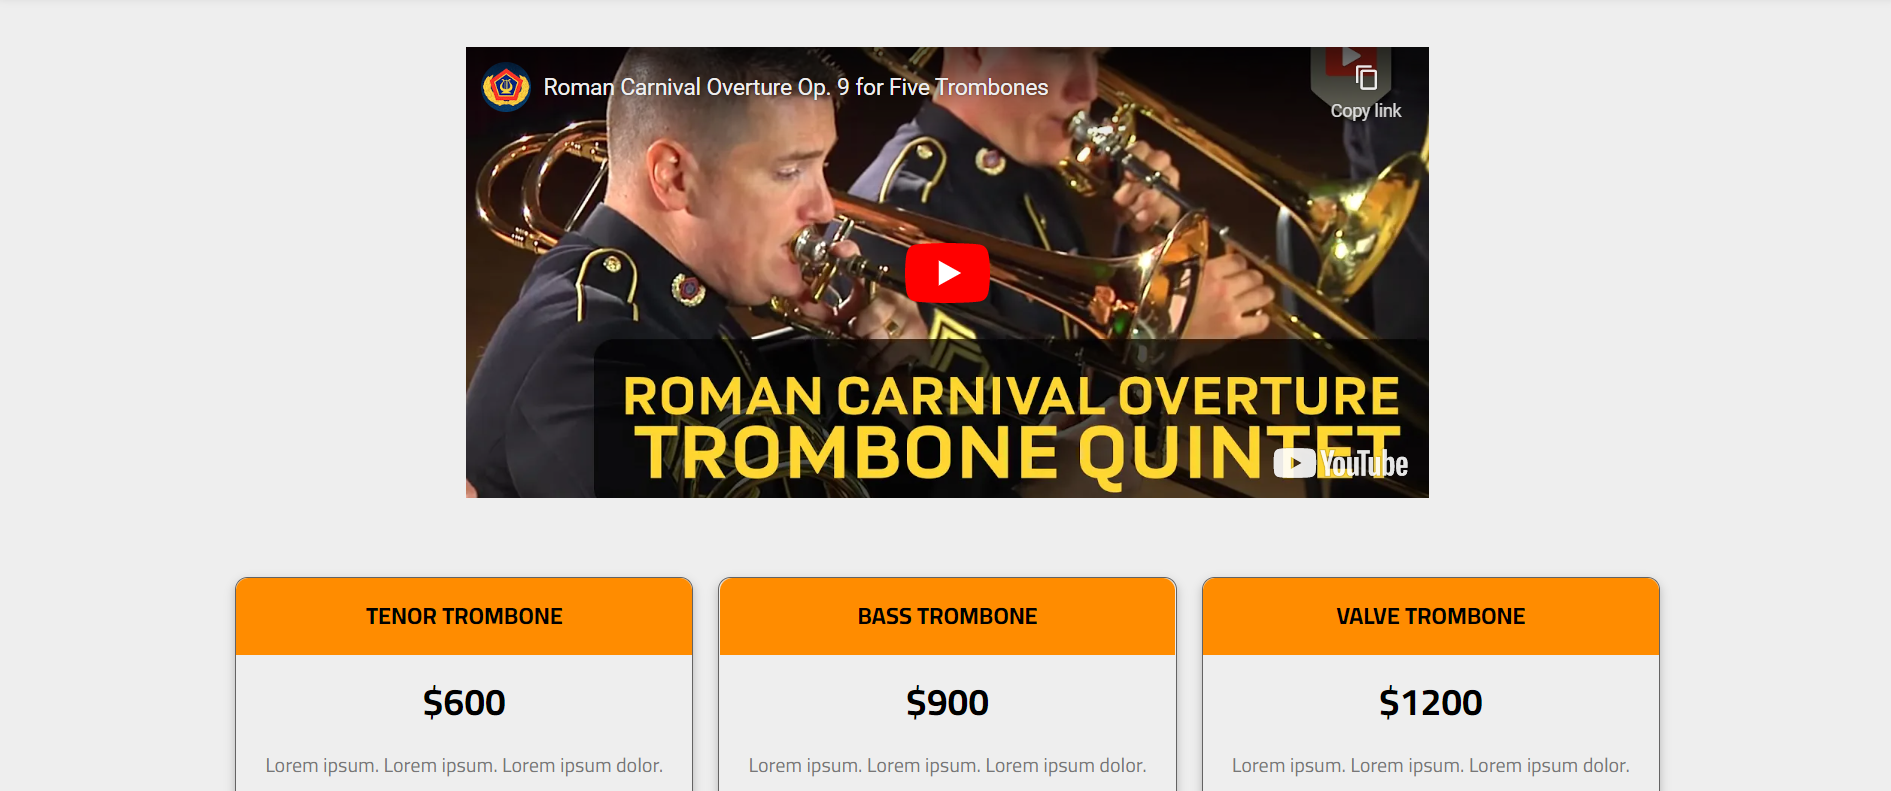 Roman Carnival Overture Op. 9 for Five Trombones
Copy link
ROMAN CARNIVAL OVERTURE
TROMBONE QUINTET
YouTube
TENOR TROMBONE
$600
Lorem ipsum. Lorem ipsum. Lorem ipsum dolor.
BASS TROMBONE
$900
Lorem ipsum. Lorem ipsum. Lorem ipsum dolor.
VALVE TROMBONE
$1200
Lorem ipsum. Lorem ipsum. Lorem ipsum dolor.